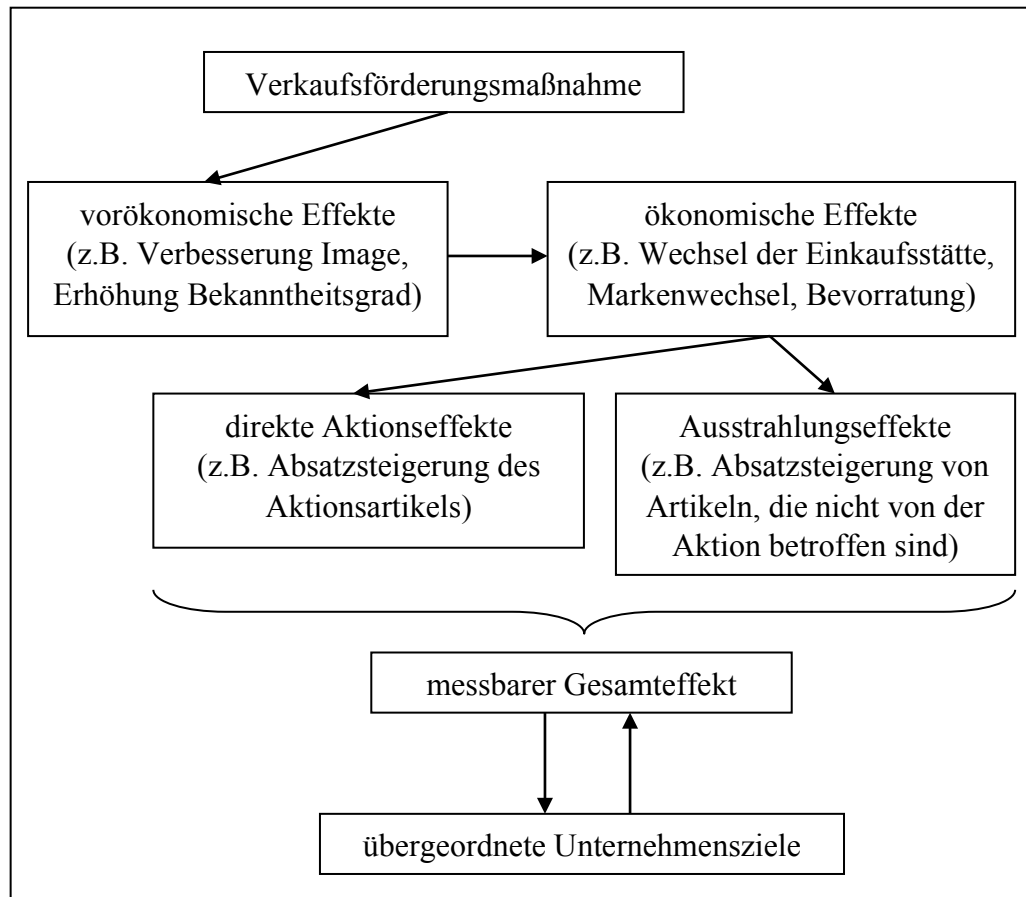 Verkaufsförderungsmaßnahme
vorökonomische Effekte
(z.B. Verbesserung Image,
Erhöhung Bekanntheitsgrad)
ökonomische Effekte
(z.B. Wechsel der Einkaufsstätte,
Markenwechsel, Bevorratung)
direkte Aktionseffekte
(z.B. Absatzsteigerung des
Aktionsartikels)
Ausstrahlungseffekte
(z.B. Absatzsteigerung von
Artikeln, die nicht von der
Aktion betroffen sind)
messbarer Gesamteffekt
übergeordnete Unternehmensziele